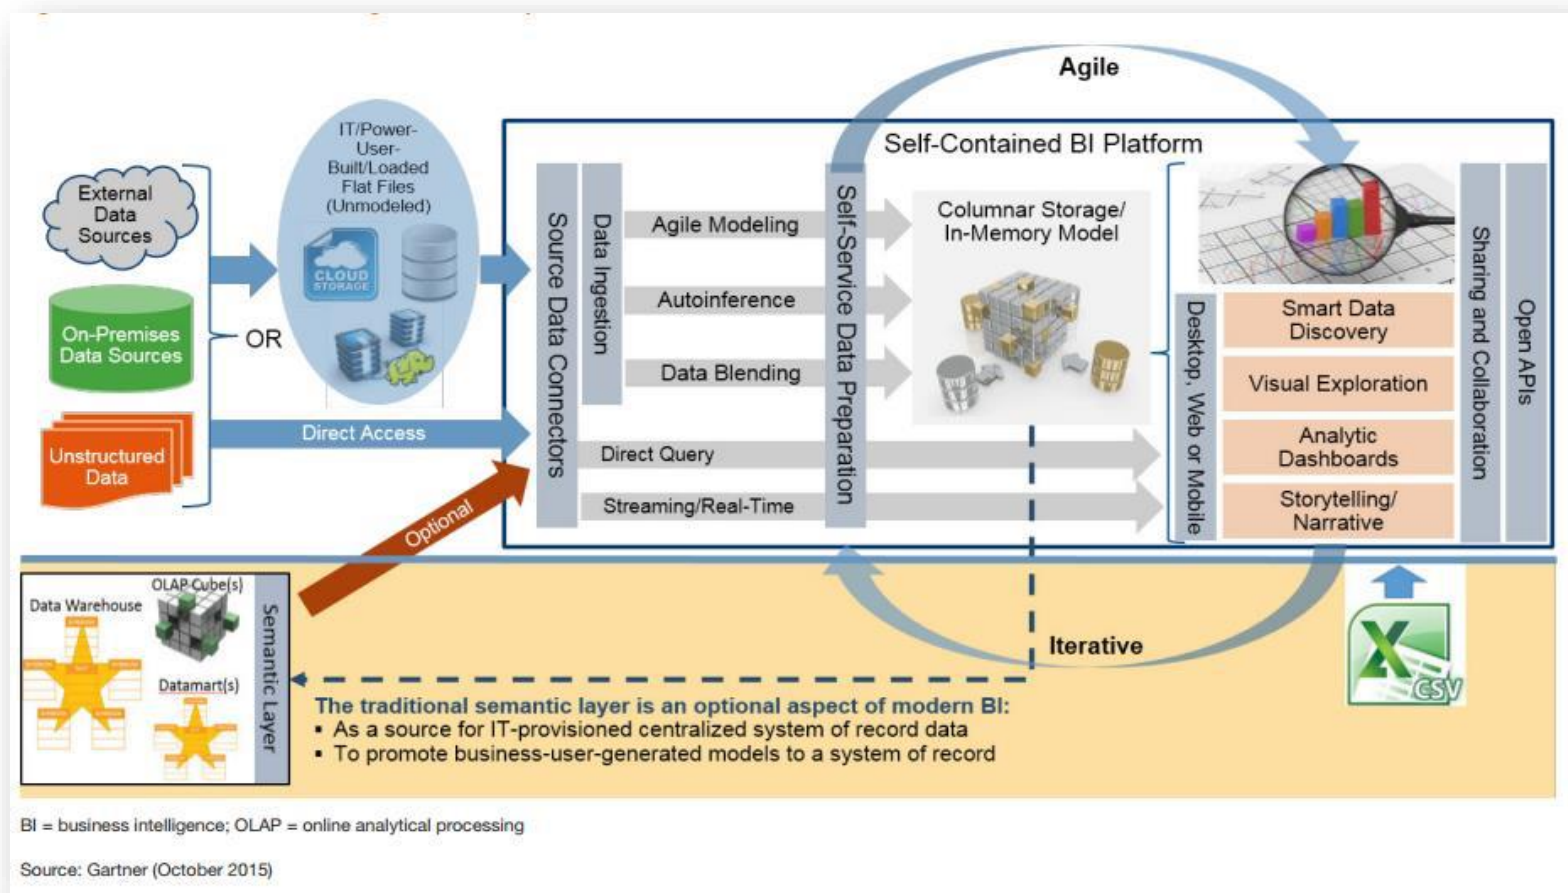 Agile
Self-Contained BI Platform
IT/Power-
User-
Built/Loaded
Flat Files
(Unmodeled)
CLOUD
STORAGE
External
Data
Sources
On-Premises
Data Sources
Unstructured
Data
OR
Direct Access
Optional
Source Data Connectors
Data Ingestion
Agile Modeling
Autoinference
Data Blending
Direct Query
Streaming/Real-Time
Self-Service Data Preparation
Columnar Storage/
In-Memory Model
Desktop, Web or Mobile
Smart Data
Discovery
Visual Exploration
Analytic
Dashboards
Storytelling/
Narrative
Sharing and Collaboration
Open APIs
Data Warehouse
OLAP Cube(s)
Datamart(s)
Semantic Layer
Iterative
X
CSV
The traditional semantic layer is an optional aspect of modern BI:
▪ As a source for IT-provisioned centralized system of record data
▪ To promote business-user-generated models to a system of record
BI = business intelligence; OLAP = online analytical processing
Source: Gartner (October 2015)